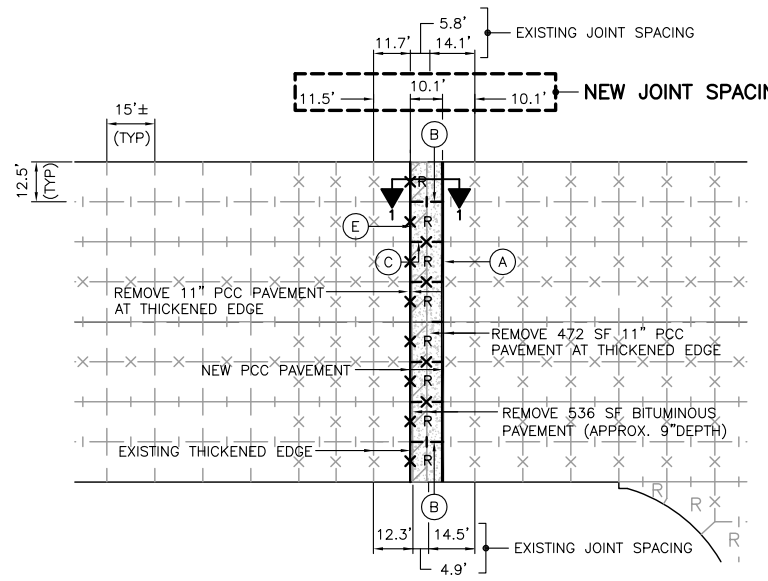 5.8'
11.7' 14.1'
EXISTING JOINT SPACING
10.1'
11.5' 10.1'
NEW JOINT SPACIN
15'±
(TYP)
B
12.5'
(TYP)
R
1 1
R
E
R
C R A
R
REMOVE 11" PCC PAVEMENT
AT THICKENED EDGE
R
REMOVE 472 SF 11" PCC
PAVEMENT AT THICKENED EDGE
R
NEW PCC PAVEMENT
R
REMOVE 536 SF BITUMINOUS
PAVEMENT (APPROX. 9"DEPTH)
R
EXISTING THICKENED EDGE
R
R
R
R
B
12.3' 14.5'
EXISTING JOINT SPACING
4.9'